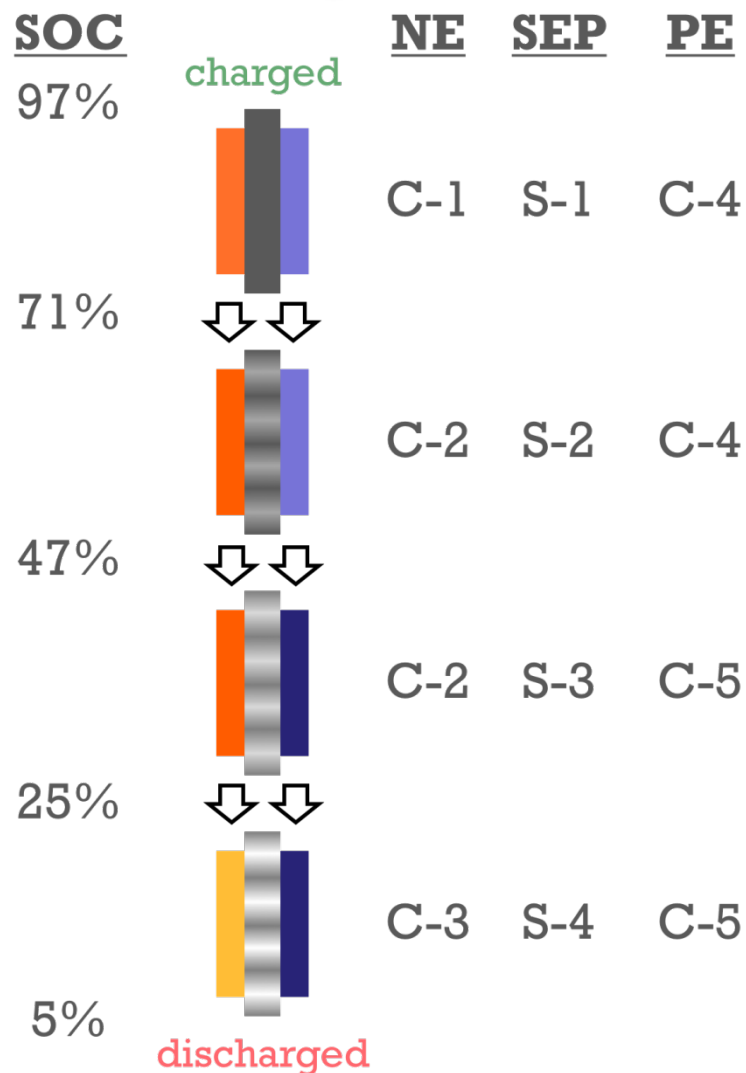 SOC NE SEP PE
charged
97%
C-1 S-1 C-4
71%
C-2 S-2 C-4
47%
C-2 S-3 C-5
25%
C-3 S-4 C-5
5%
discharged